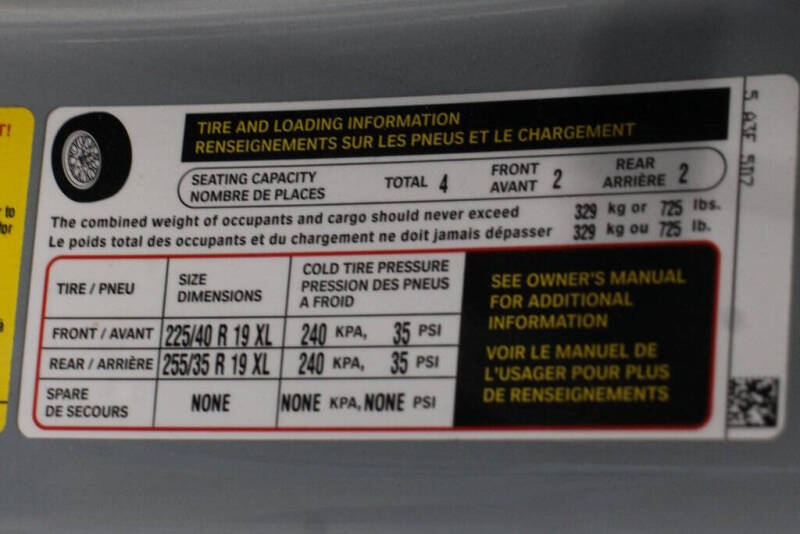 T!
TIRE AND LOADING INFORMATION
RENSEIGNEMENTS SUR LES PNEUS ET LE CHARGEMENT
SEATING CAPACITY
NOMBRE DE PLACES
TOTAL 4
FRONT
AVANT 2
REAR
ARRIÈRE 2
The combined weight of occupants and cargo should never exceed 329 kg or 725 lbs.
Le poids total des occupants et du chargement ne doit jamais dépasser 329 kg ou 725 lb.
TIRE / PNEU
SIZE
DIMENSIONS
COLD TIRE PRESSURE
PRESSION DES PNEUS
A FROID
FRONT / AVANT 225/40 R 19 XL 240 KPA, 35 PSI
REAR / ARRIÈRE 255/35 R 19 XL 240 KPA, 35 PSI
SPARE
DE SECOURS
NONE NONE KPA, NONE PSI
SEE OWNER'S MANUAL
FOR ADDITIONAL
INFORMATION
VOIR LE MANUEL DE
L'USAGER POUR PLUS
DE RENSEIGNEMENTS
to
for